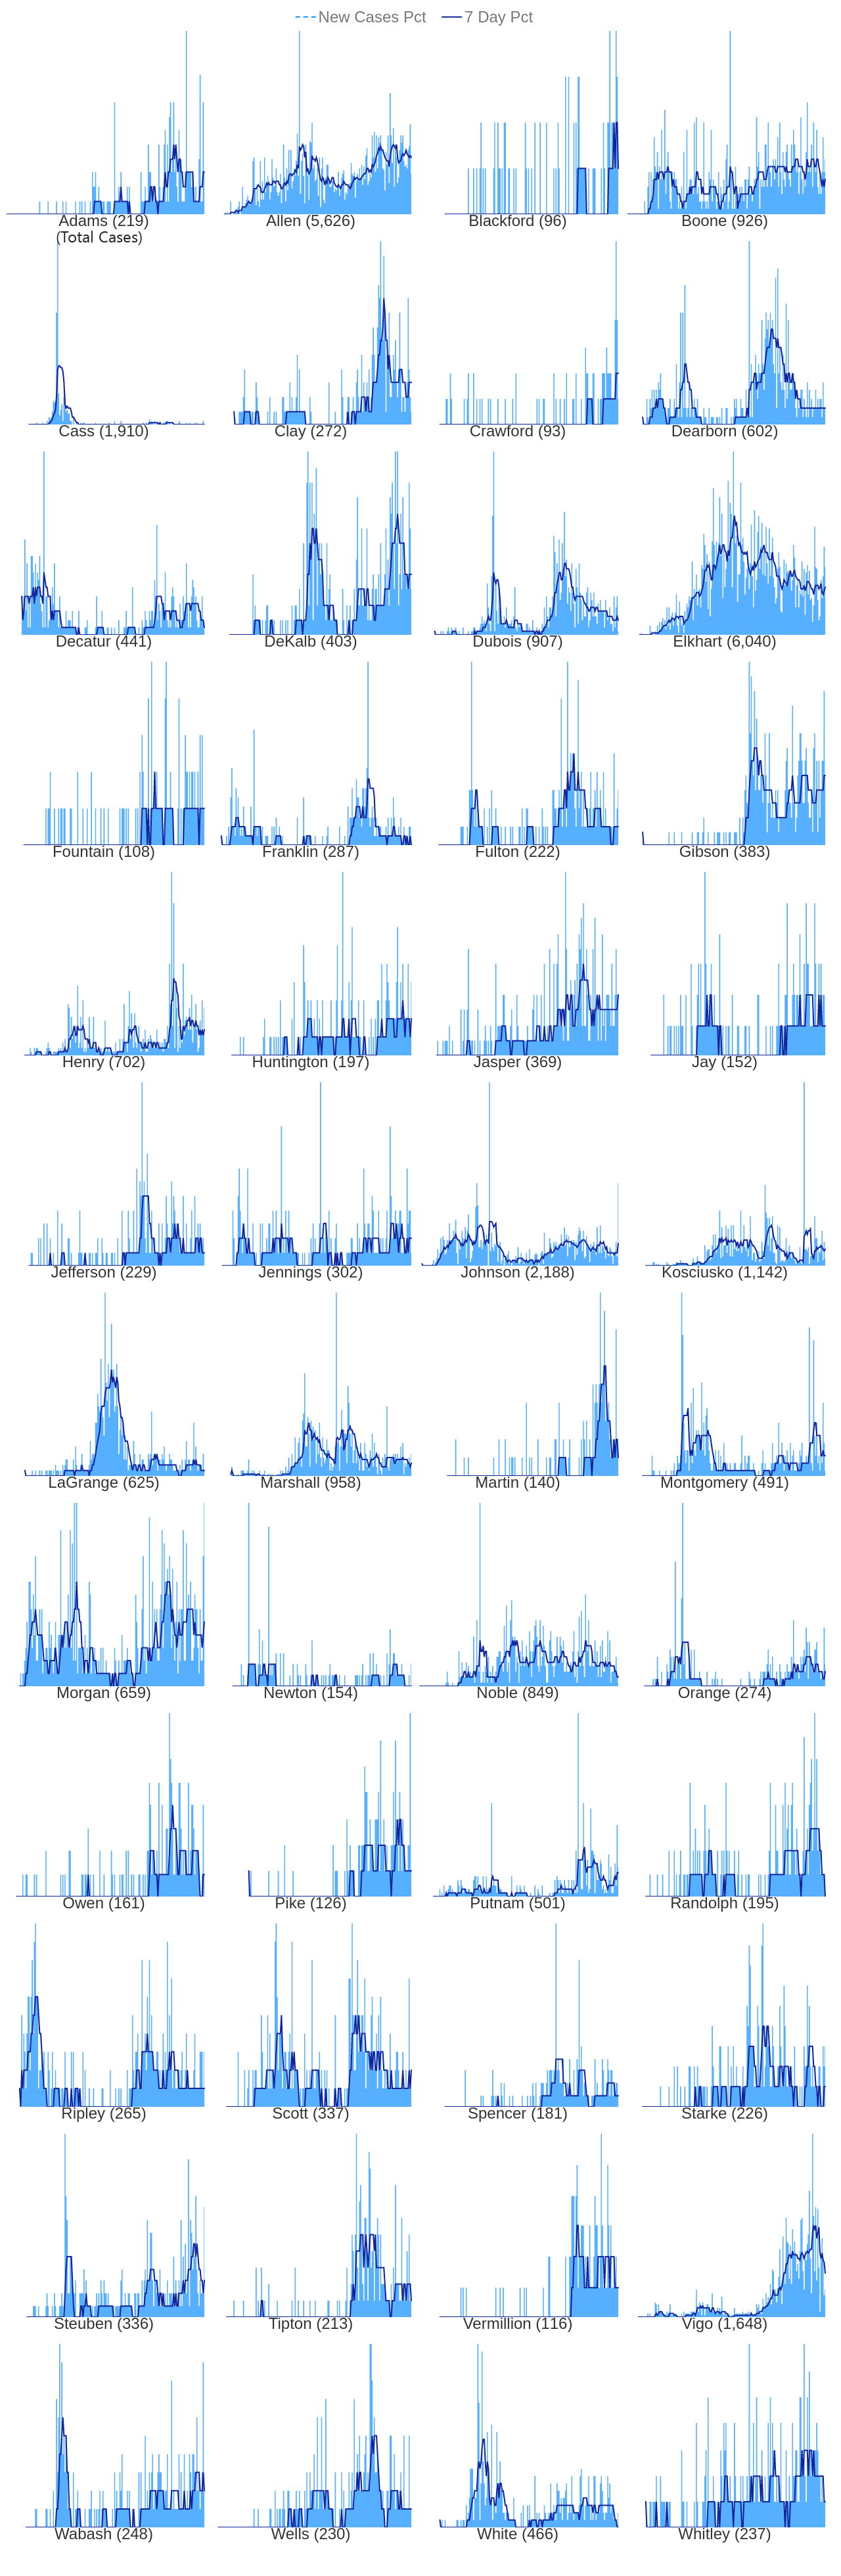 New Cases Pct 7 Day Pct
Adams (219) Allen (5,626) Blackford (96) Boone (926)
(Total Cases)
Cass (1,910) Clay (272) Crawford (93) Dearborn (602)
Decatur (441) DeKalb (403) Dubois (907) Elkhart (6,040)
Fountain (108) Franklin (287) Fulton (222) Gibson (383)
Henry (702) Huntington (197) Jasper (369) Jay (152)
Jefferson (229) Jennings (302) Johnson (2,188) Kosciusko (1,142)
LaGrange (625) Marshall (958) Martin (140) Montgomery (491)
Morgan (659) Newton (154) Noble (849) Orange (274)
Owen (161) Pike (126) Putnam (501) Randolph (195)
Ripley (265) Scott (337) Spencer (181) Starke (226)
Steuben (336) Tipton (213) Vermillion (116) Vigo (1,648)
Wabash (248) Wells (230) White (466) Whitley (237)